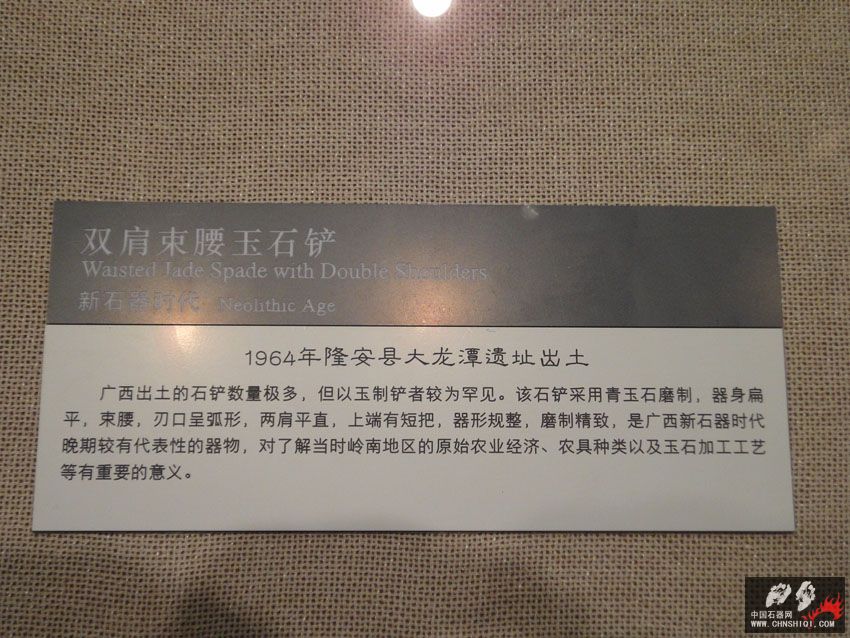 双肩束腰玉石铲
Waisted Jade Spade with Double Shoulders
新石器时代 Neolithic Age
1964年隆安县大龙潭遗址出土
广西出土的石铲数量极多，但以玉制铲者较为罕见。该石铲采用青玉石磨制，器身扁
平，束腰，刃口呈弧形，两肩平直，上端有短把，器形规整，磨制精致，是广西新石器时代
晚期较有代表性的器物，对了解当时岭南地区的原始农业经济、农具种类以及玉石加工工艺
等有重要的意义。
中国石器网
WWW.CHNSHIQI.COM